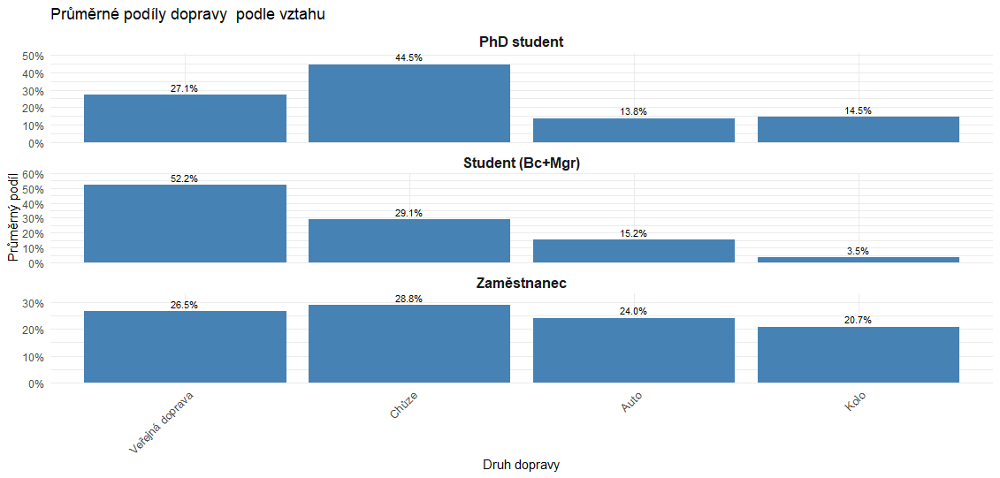 Průměrné podíly dopravy  podle vztahu
PhD student
50%
40%
30%
20%
10%
0%
27.1%
44.5%
13.8%
14.5%
Student (Bc+Mgr)
60%
50%
40%
30%
20%
10%
0%
52.2%
29.1%
15.2%
3.5%
Průměrný podíl
Zaměstnanec
30%
20%
10%
0%
26.5%
28.8%
24.0%
20.7%
Veřejná doprava
Chůze
Auto
Kolo
Druh dopravy